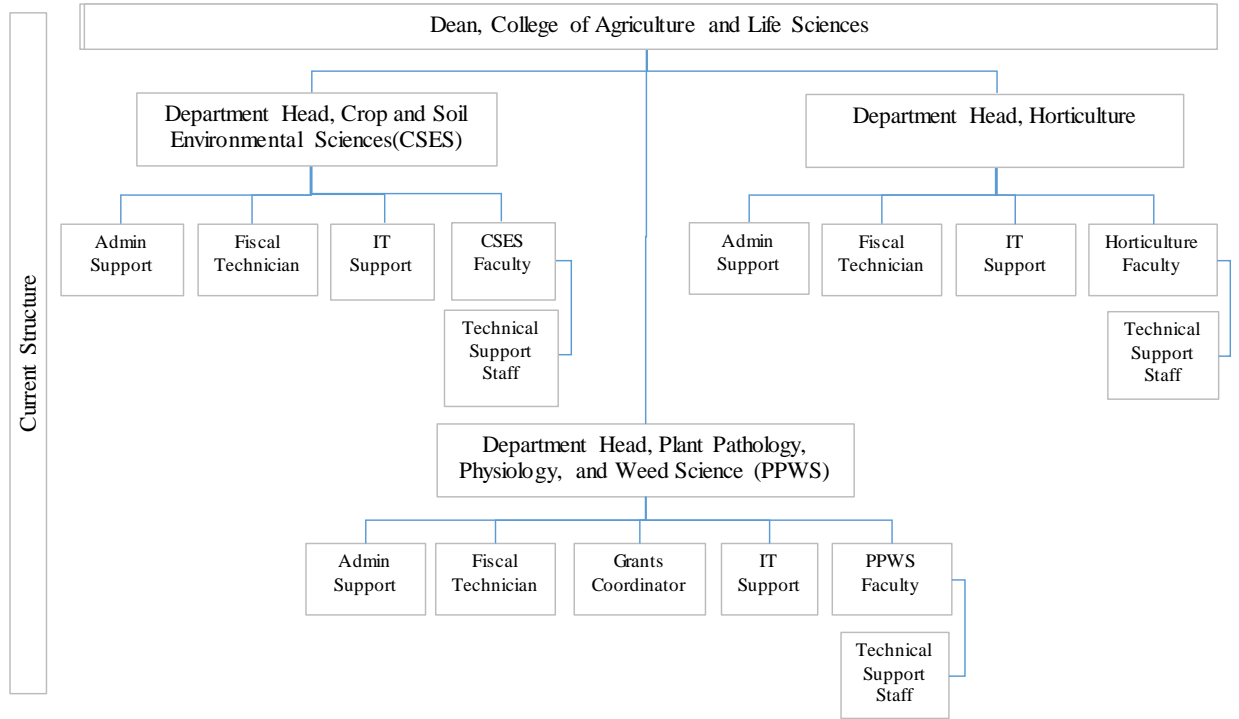 Current Structure
Dean, College of Agriculture and Life Sciences
Department Head, Crop and Soil
Environmental Sciences(CSES)
Admin
Support
Fiscal
Technician
IT
Support
CSES
Faculty
Technical
Support
Staff
Department Head, Horticulture
Admin
Support
Fiscal
Technician
IT
Support
Horticulture
Faculty
Technical
Support
Staff
Department Head, Plant Pathology,
Physiology, and Weed Science (PPWS)
Admin
Support
Fiscal
Technician
Grants
Coordinator
IT
Support
PPWS
Faculty
Technical
Support
Staff